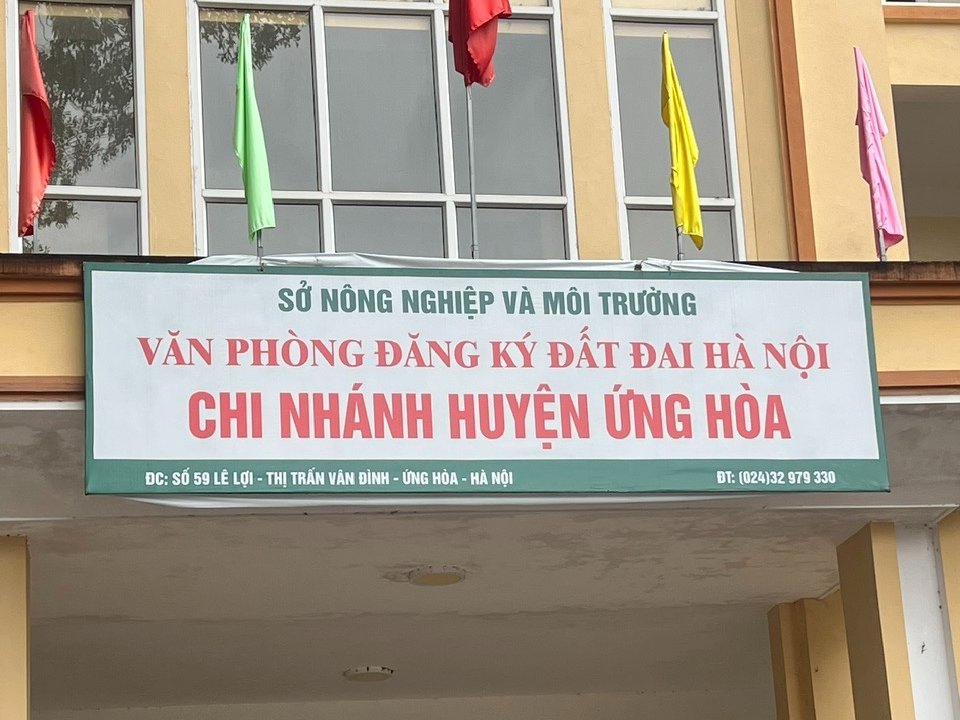 SỞ NÔNG NGHIỆP VÀ MÔI TRƯỜNG
VĂN PHÒNG ĐĂNG KÝ ĐẤT ĐAI HÀ NỘI
CHI NHÁNH HUYỆN ỨNG HÒA
ĐC: SỐ 59 LÊ LỢI - THỊ TRẤN VÂN ĐÌNH - ỨNG HÒA - HÀ NỘI ĐT: (024)32 979 330